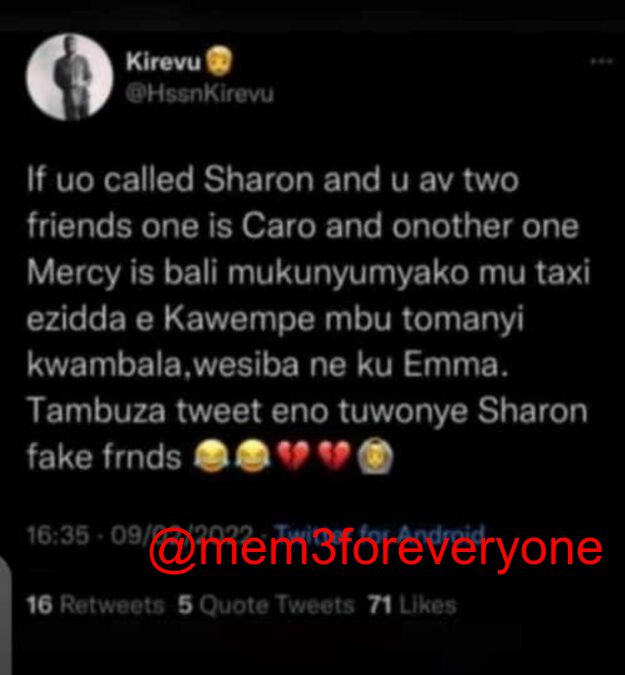 Kirevu
@HssnKirevu
If uo called Sharon and u av two
friends one is Caro and onother one
Mercy is bali mukunyumyako mu taxi
ezidda e Kawempe mbu tomanyi
kwambala,wesiba ne ku Emma.
Tambuza tweet eno tuwonye Sharon
fake frnds 😂😂💔💔🙆
16:35 · 09/02/2022 · Twitter for Android
@mem3foreveryone
16 Retweets 5 Quote Tweets 71 Likes